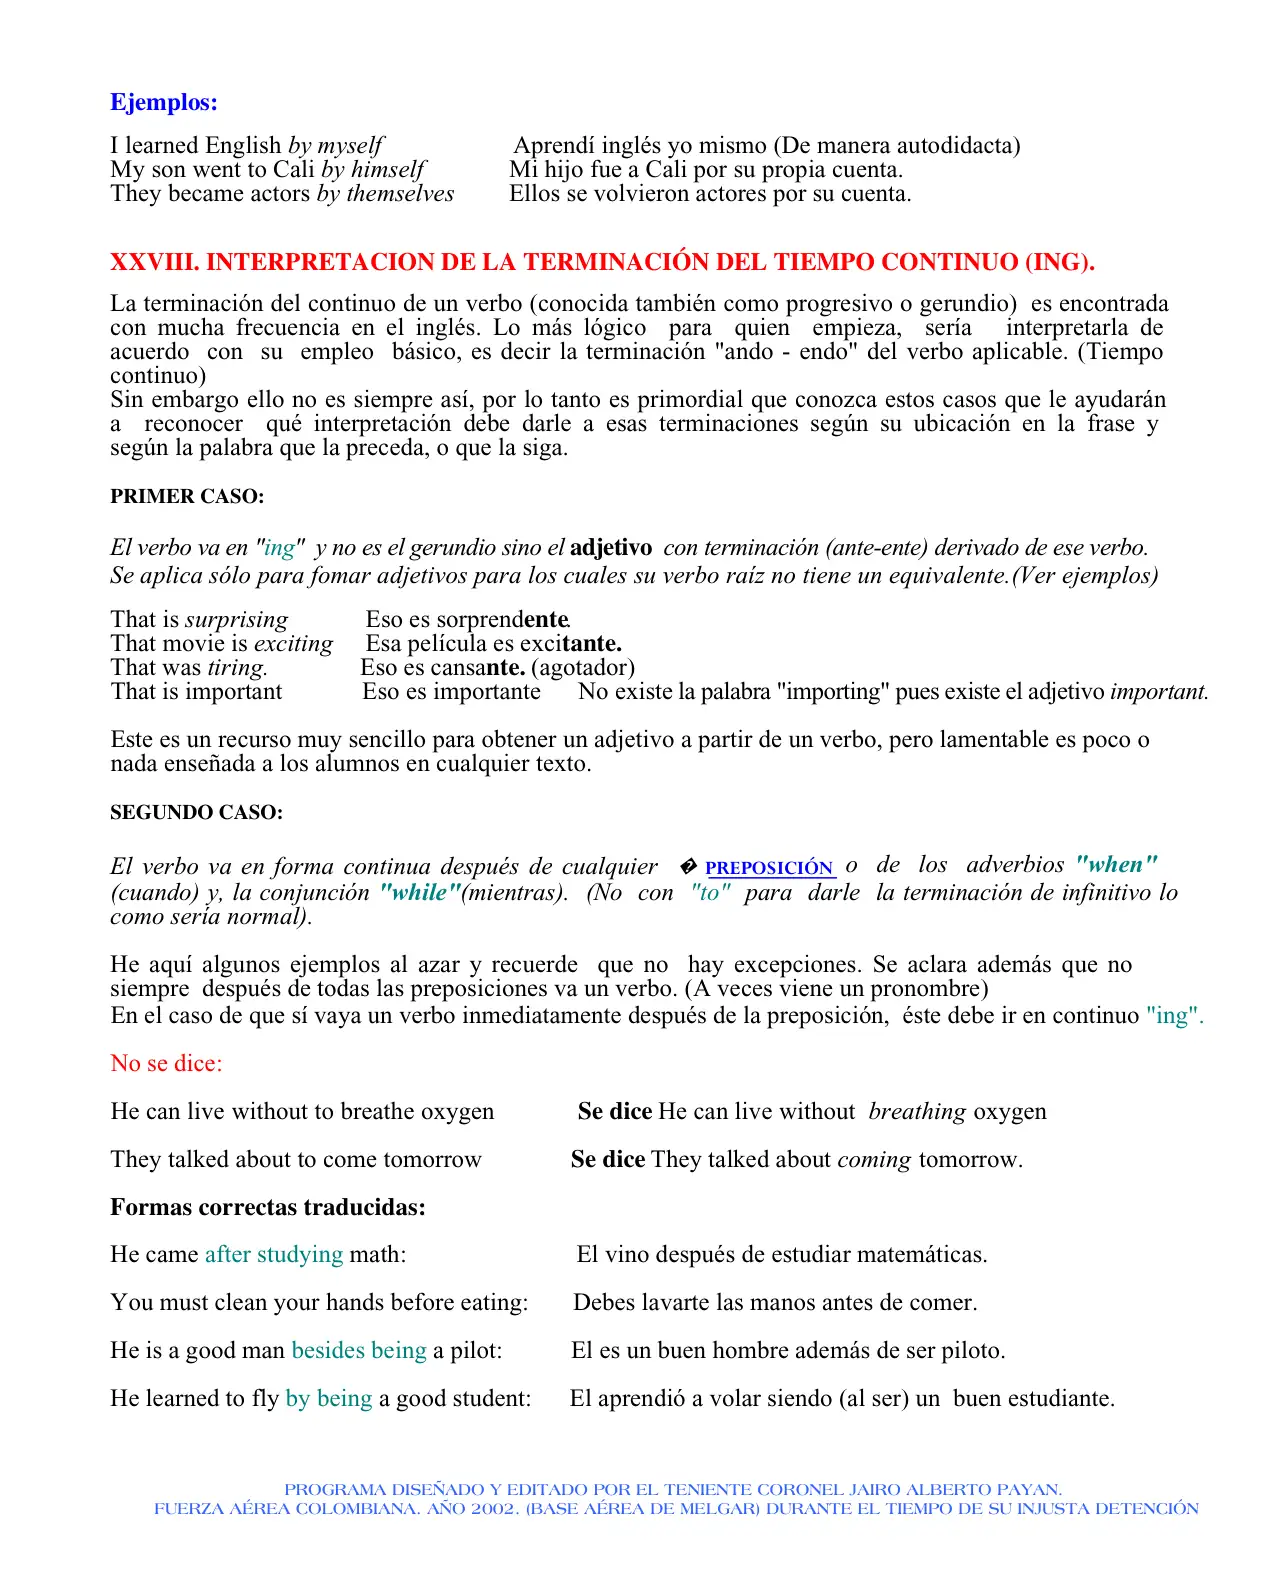 Ejemplos:
I learned English by myself Aprendí inglés yo mismo (De manera autodidacta)
My son went to Cali by himself Mi hijo fue a Cali por su propia cuenta.
They became actors by themselves Ellos se volvieron actores por su cuenta.
XXVIII. INTERPRETACION DE LA TERMINACIÓN DEL TIEMPO CONTINUO (ING).
La terminación del continuo de un verbo (conocida también como progresivo o gerundio) es encontrada
con mucha frecuencia en el inglés. Lo más lógico para quien empieza, sería interpretarla de
acuerdo con su empleo básico, es decir la terminación "ando - endo" del verbo aplicable. (Tiempo
continuo)
Sin embargo ello no es siempre así, por lo tanto es primordial que conozca estos casos que le ayudarán
a reconocer qué interpretación debe darle a esas terminaciones según su ubicación en la frase y
según la palabra que la preceda, o que la siga.
PRIMER CASO:
El verbo va en "ing" y no es el gerundio sino el adjetivo con terminación (ante-ente) derivado de ese verbo.
Se aplica sólo para fomar adjetivos para los cuales su verbo raíz no tiene un equivalente.(Ver ejemplos)
That is surprising Eso es sorprendente.
That movie is exciting Esa película es excitante.
That was tiring. Eso es cansante. (agotador)
That is important Eso es importante No existe la palabra "importing" pues existe el adjetivo important.
Este es un recurso muy sencillo para obtener un adjetivo a partir de un verbo, pero lamentable es poco o
nada enseñada a los alumnos en cualquier texto.
SEGUNDO CASO:
El verbo va en forma continua después de cualquier � PREPOSICIÓN o de los adverbios "when"
(cuando) y, la conjunción "while"(mientras). (No con "to" para darle la terminación de infinitivo lo
como sería normal).
He aquí algunos ejemplos al azar y recuerde que no hay excepciones. Se aclara además que no
siempre después de todas las preposiciones va un verbo. (A veces viene un pronombre)
En el caso de que sí vaya un verbo inmediatamente después de la preposición, éste debe ir en continuo "ing".
No se dice:
He can live without to breathe oxygen Se dice He can live without breathing oxygen
They talked about to come tomorrow Se dice They talked about coming tomorrow.
Formas correctas traducidas:
He came after studying math: El vino después de estudiar matemáticas.
You must clean your hands before eating: Debes lavarte las manos antes de comer.
He is a good man besides being a pilot: El es un buen hombre además de ser piloto.
He learned to fly by being a good student: El aprendió a volar siendo (al ser) un buen estudiante.
PROGRAMA DISEÑADO Y EDITADO POR EL TENIENTE CORONEL JAIRO ALBERTO PAYAN.
FUERZA AÉREA COLOMBIANA. AÑO 2002. (BASE AÉREA DE MELGAR) DURANTE EL TIEMPO DE SU INJUSTA DETENCIÓN